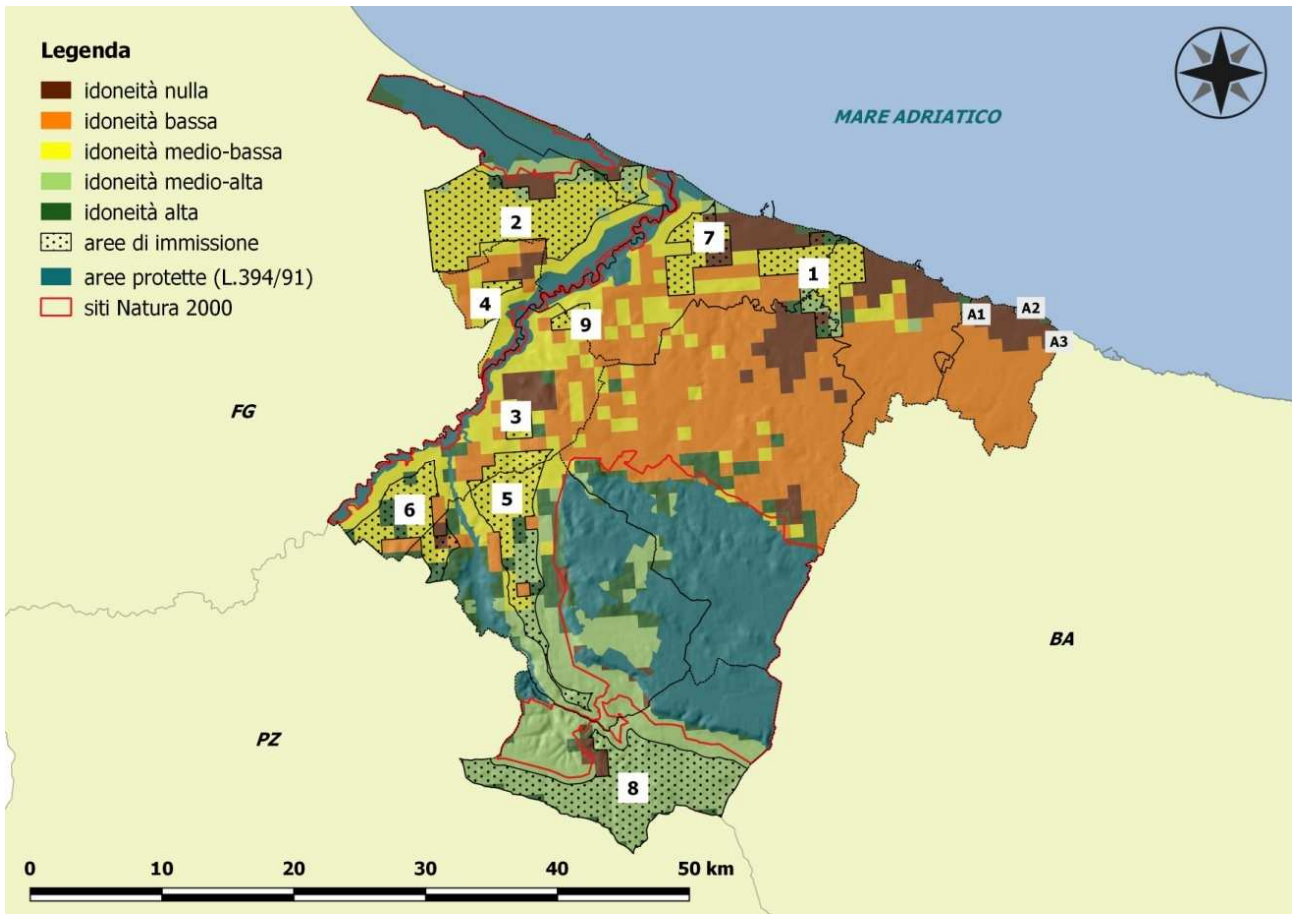 Legenda
idoneità nulla
idoneità bassa
idoneità medio-bassa
idoneità medio-alta
idoneità alta
aree di immissione
aree protette (L.394/91)
siti Natura 2000
MARE ADRIATICO
2
7
1
4
A1
A2
9
A3
FG
3
5
6
BA
PZ
8
0 10 20 30 40 50 km